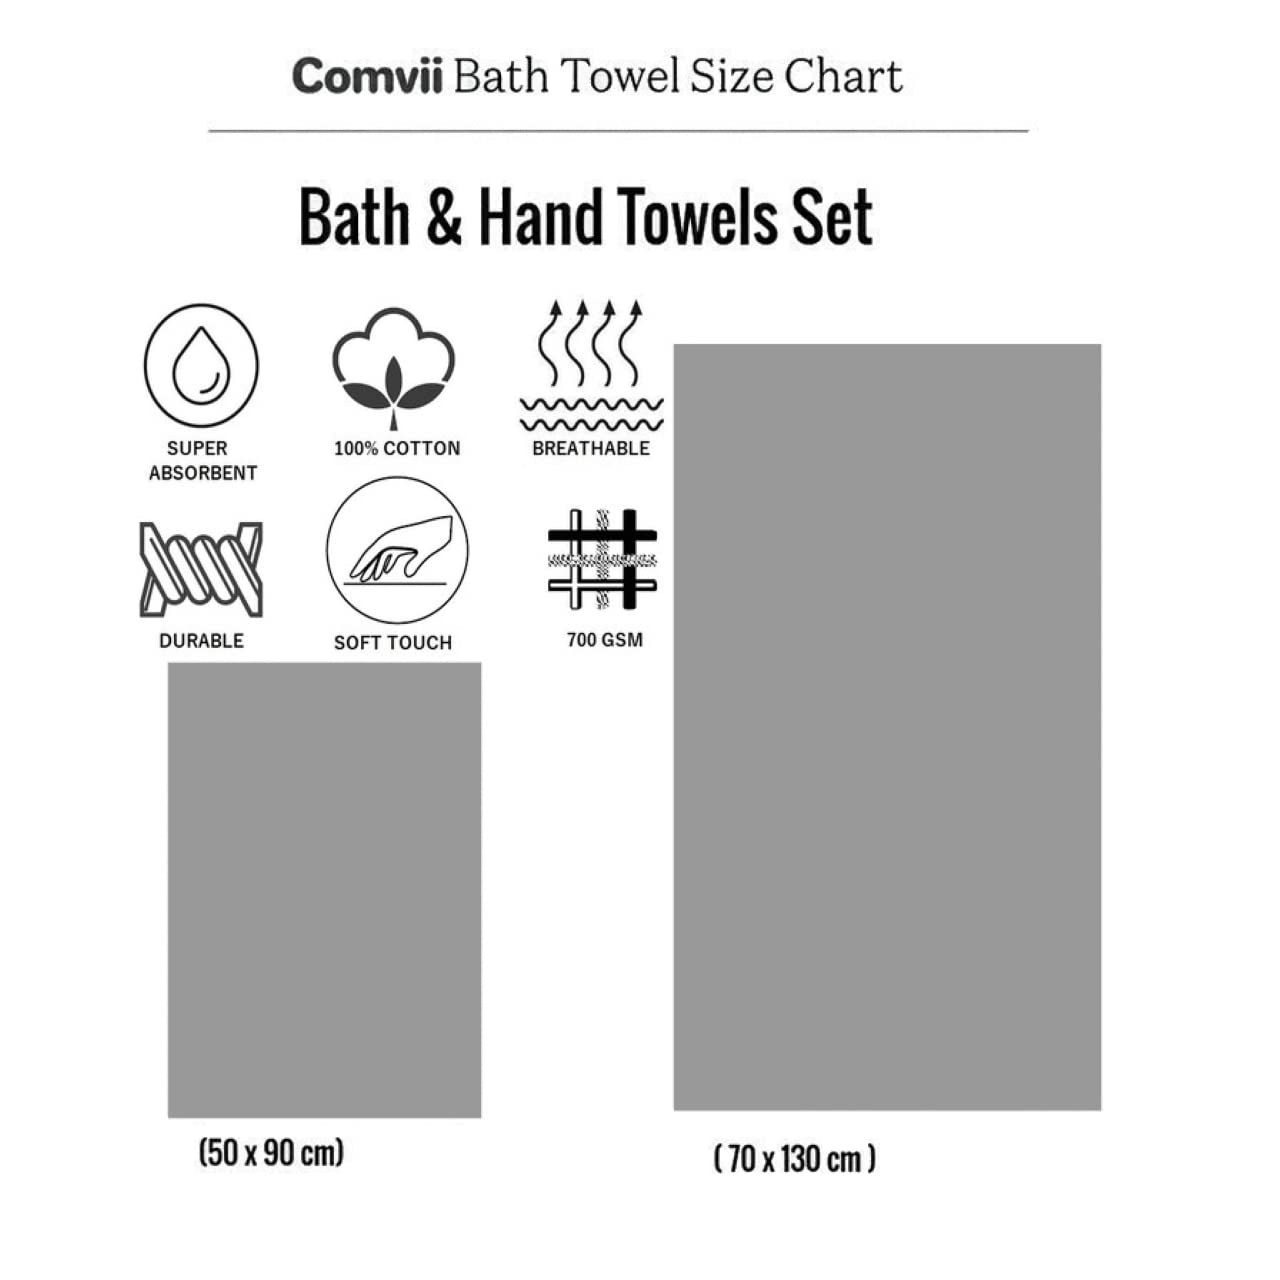 Comvii Bath Towel Size Chart
Bath & Hand Towels Set
SUPER
ABSORBENT
100% COTTON
BREATHABLE
DURABLE
SOFT TOUCH
700 GSM
(50 x 90 cm)
( 70 x 130 cm )